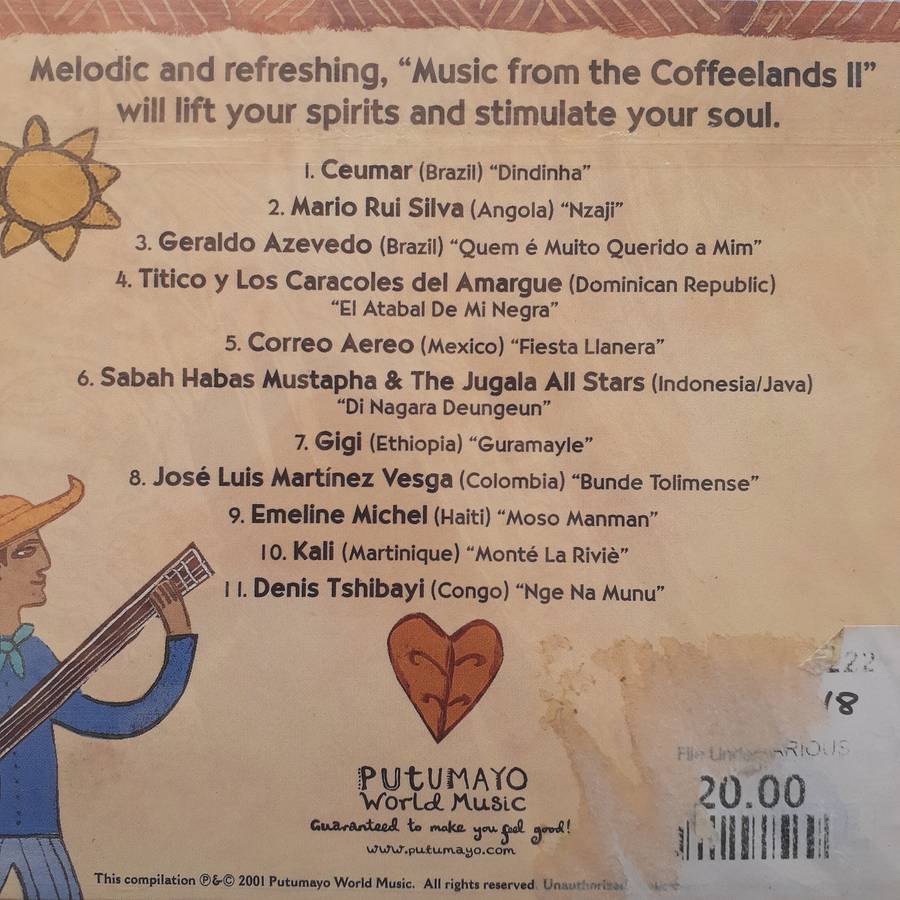 Melodic and refreshing, “Music from the Coffeelands II”
will lift your spirits and stimulate your soul.
1. Ceumar (Brazil) “Dindinha”
2. Mario Rui Silva (Angola) “Nzaji”
3. Geraldo Azevedo (Brazil) “Quem é Muito Querido a Mim”
4. Titico y Los Caracoles del Amargue (Dominican Republic)
“El Atabal De Mi Negra”
5. Correo Aereo (Mexico) “Fiesta Llanera”
6. Sabah Habas Mustapha & The Jugala All Stars (Indonesia/Java)
“Di Nagara Deungeun”
7. Gigi (Ethiopia) “Guramayle”
8. José Luis Martínez Vesga (Colombia) “Bunde Tolimense”
9. Emeline Michel (Haiti) “Moso Manman”
10. Kali (Martinique) “Monté La Riviè”
11. Denis Tshibayi (Congo) “Nge Na Munu”
222
18
File Under
20.00
PUTUMAYO
World Music
Guaranteed to make you feel good!
www.putumayo.com
This compilation ℗&© 2001 Putumayo World Music. All rights reserved